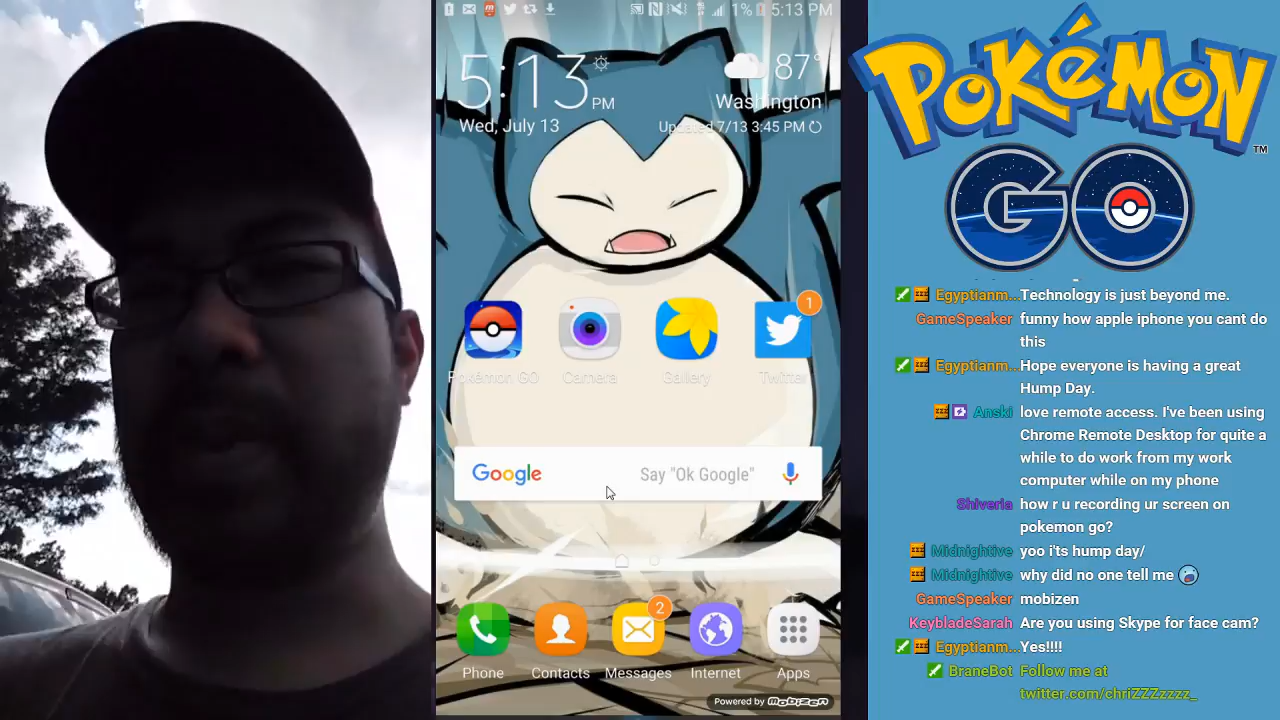 1% 5:13 PM
5:13 PM
Wed, July 13
87°
Washington
Updated 7/13 3:45 PM
1
Pokémon GO
Camera
Gallery
Twitter
Google Say "Ok Google"
2
Phone
Contacts
Messages
Internet
Apps
Powered by Mobizen
POKÉMON TM
GO
Egyptianm... Technology is just beyond me.
GameSpeaker funny how apple iphone you cant do
this
Egyptianm... Hope everyone is having a great
Hump Day.
Anski love remote access. I've been using
Chrome Remote Desktop for quite a
while to do work from my work
computer while on my phone
Shiveria how r u recording ur screen on
pokemon go?
Midnightive yoo i'ts hump day/
Midnightive why did no one tell me
GameSpeaker mobizen
KeybladeSarah Are you using Skype for face cam?
Egyptianm... Yes!!!!
BraneBot Follow me at
twitter.com/chriZZZzzzz_